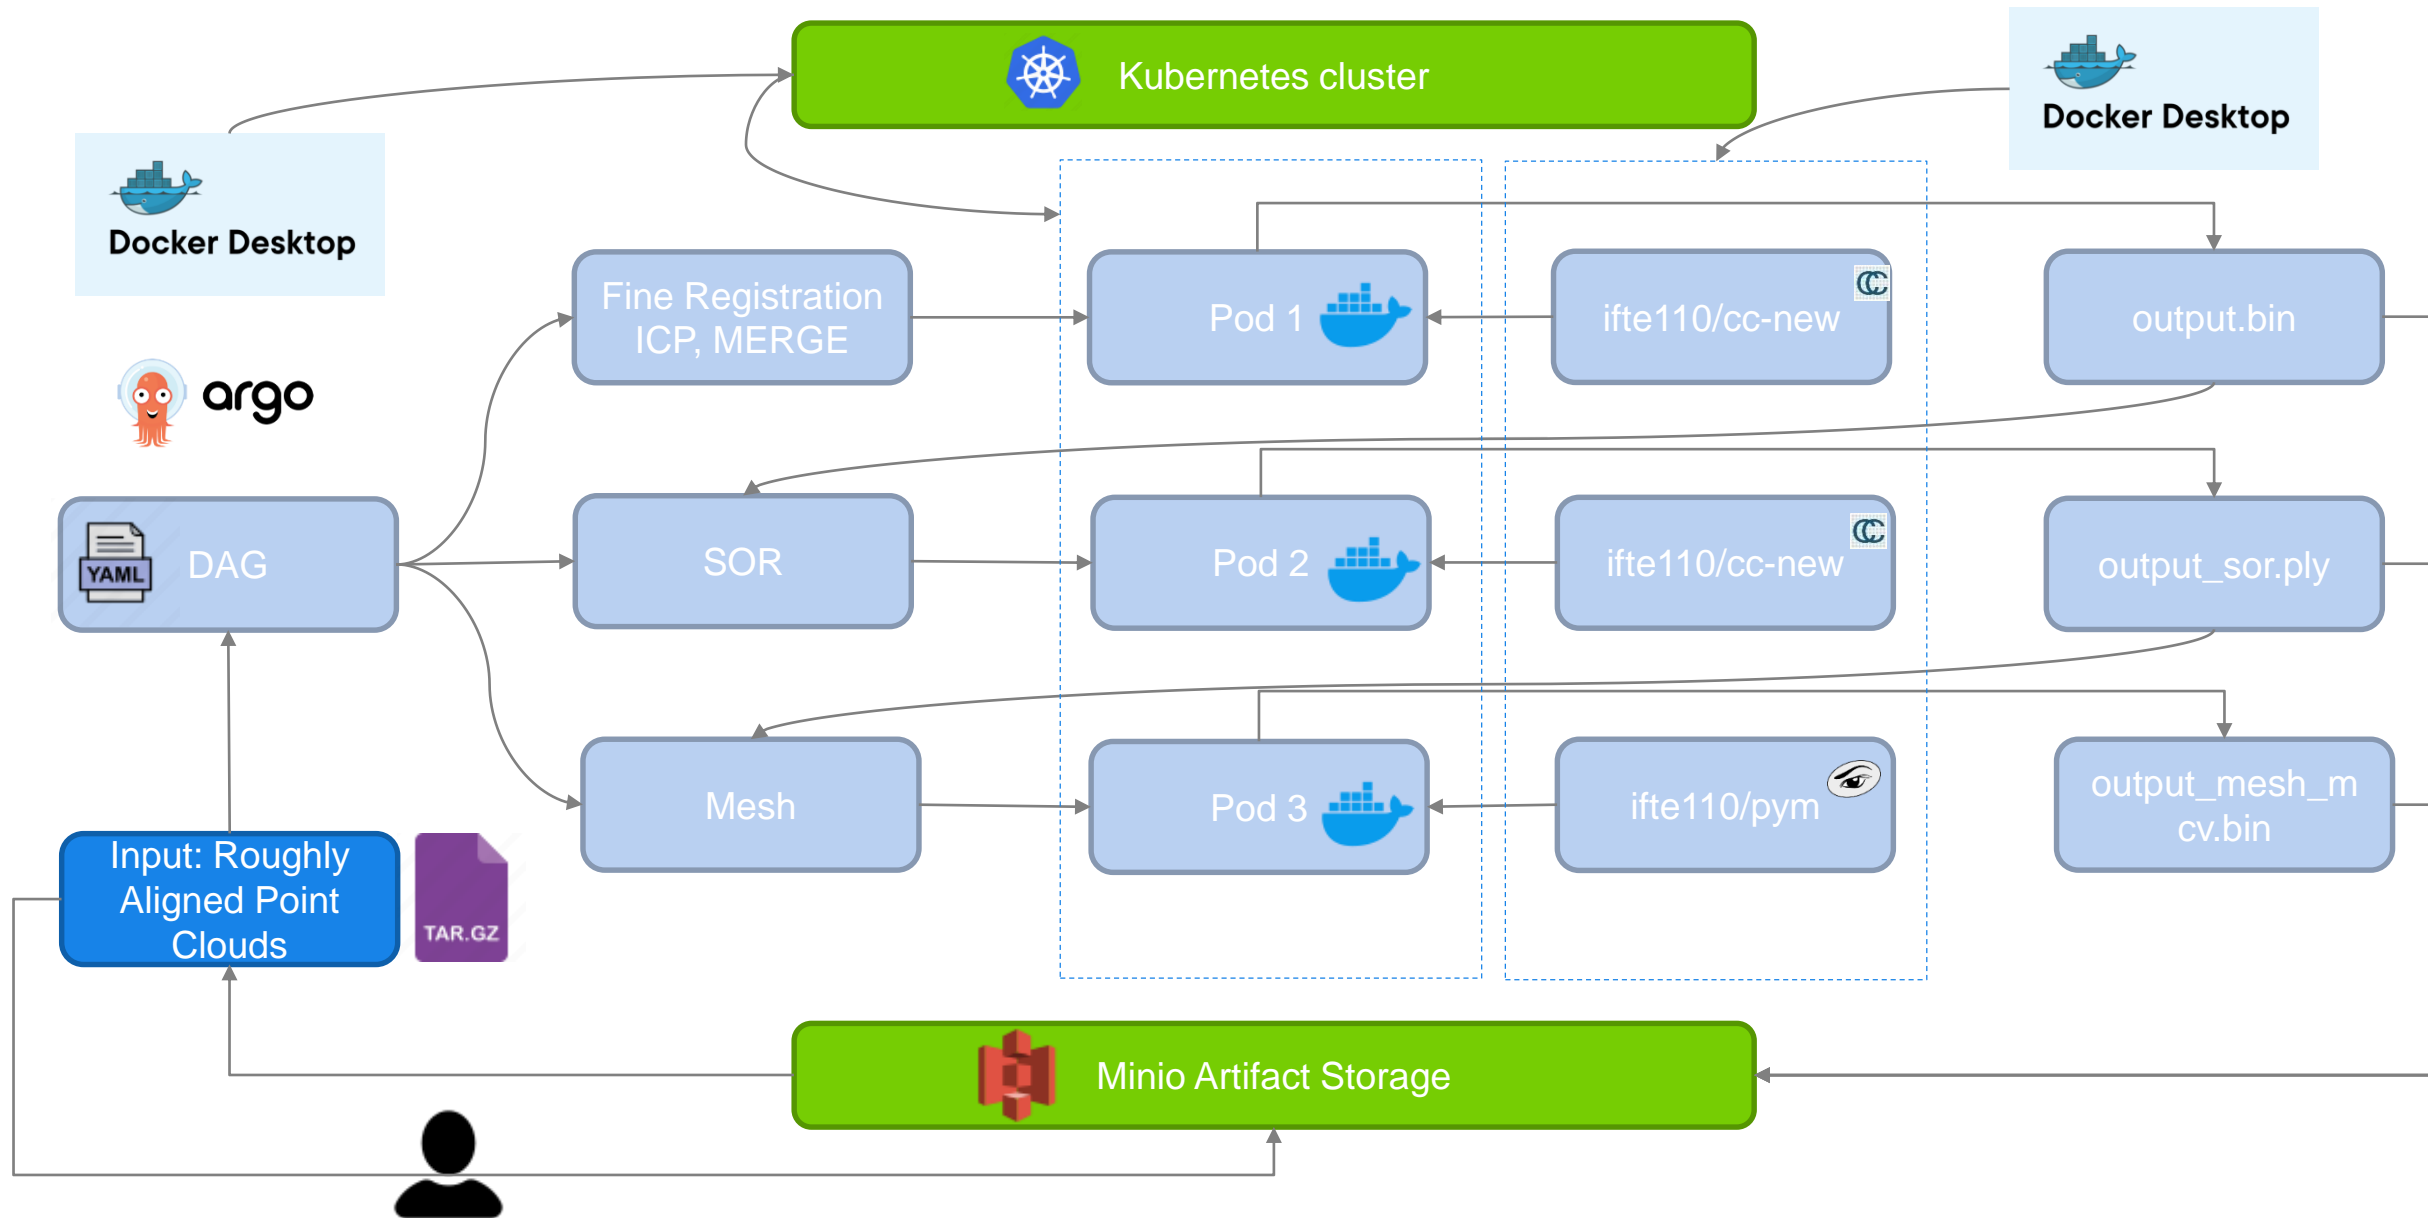 Kubernetes cluster
Docker Desktop
Docker Desktop
Fine Registration
ICP, MERGE
Pod 1
ifte110/cc-new
CC
output.bin
argo
YAML
DAG
SOR
Pod 2
ifte110/cc-new
CC
output_sor.ply
Mesh
Pod 3
ifte110/pym
output_mesh_m
cv.bin
Input: Roughly
Aligned Point
Clouds
TAR.GZ
Minio Artifact Storage